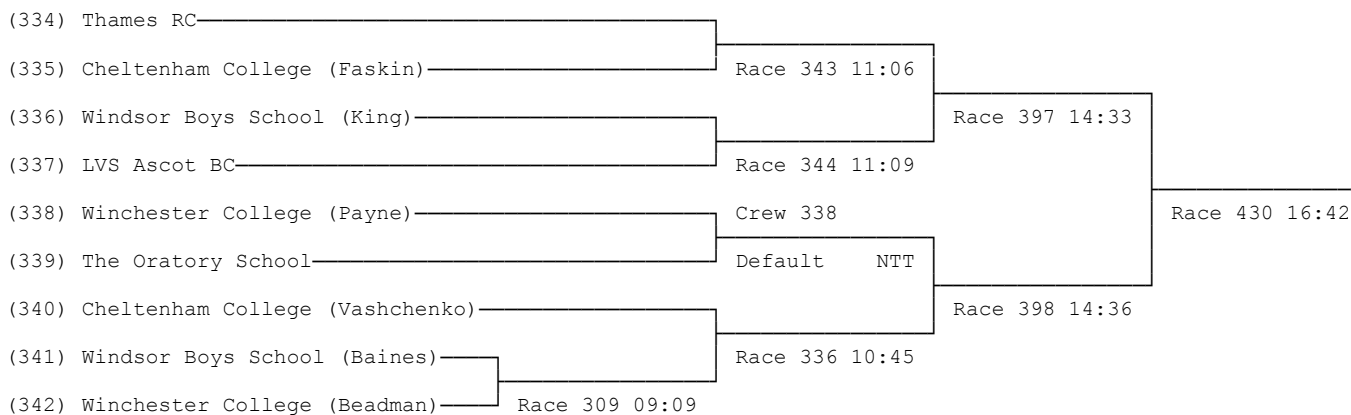 (334) Thames RC
(335) Cheltenham College (Faskin) Race 343 11:06
(336) Windsor Boys School (King) Race 397 14:33
(337) LVS Ascot BC Race 344 11:09
(338) Winchester College (Payne) Crew 338 Race 430 16:42
(339) The Oratory School Default NTT
(340) Cheltenham College (Vashchenko) Race 398 14:36
(341) Windsor Boys School (Baines) Race 336 10:45
(342) Winchester College (Beadman) Race 309 09:09